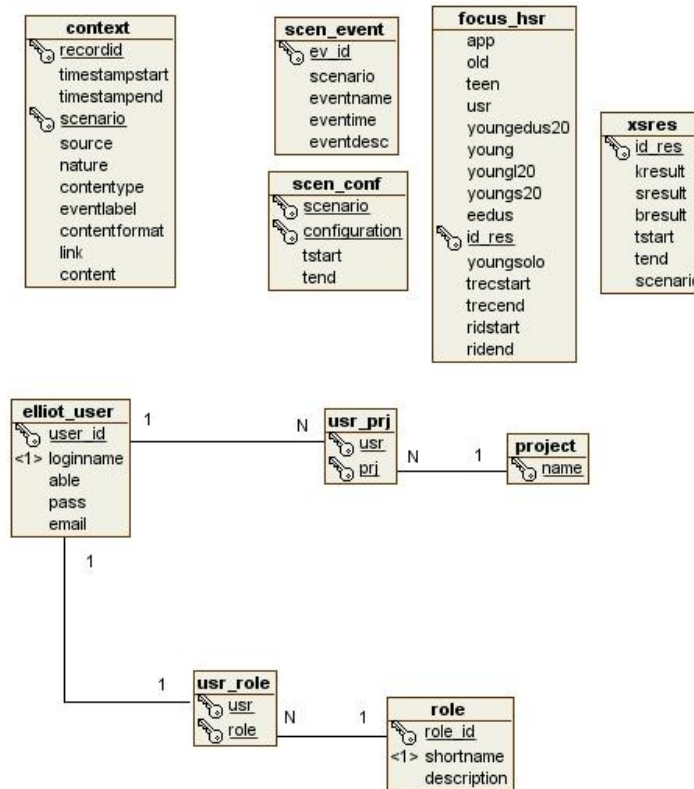 context
recordid
timestampstart
timestampend
scenario
source
nature
contentype
eventlabel
contentformat
link
content
scen_event
ev_id
scenario
eventname
eventime
eventdesc
scen_conf
scenario
configuration
tstart
tend
focus_hsr
app
old
teen
usr
youngedus20
young
youngl20
youngs20
eedus
id_res
youngsolo
trecstart
trecend
ridstart
ridend
xsres
id_res
kresult
sresult
bresult
tstart
tend
scenario
elliot_user
user_id
<1> loginname
able
pass
email
1
N
usr_prj
usr
prj
N
1
project
name
1
1
usr_role
usr
role
N
1
role
role_id
<1> shortname
description